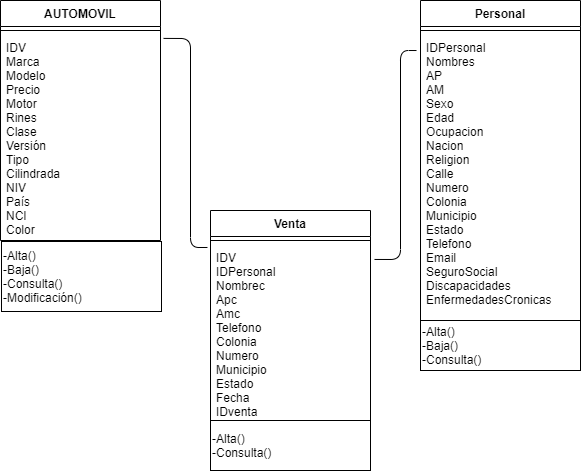 AUTOMOVIL
IDV
Marca
Modelo
Precio
Motor
Rines
Clase
Versión
Tipo
Cilindrada
NIV
País
NCI
Color
-Alta()
-Baja()
-Consulta()
-Modificación()
Venta
IDV
IDPersonal
Nombrec
Apc
Amc
Telefono
Colonia
Numero
Municipio
Estado
Fecha
IDventa
-Alta()
-Consulta()
Personal
IDPersonal
Nombres
AP
AM
Sexo
Edad
Ocupacion
Nacion
Religion
Calle
Numero
Colonia
Municipio
Estado
Telefono
Email
SeguroSocial
Discapacidades
EnfermedadesCronicas
-Alta()
-Baja()
-Consulta()